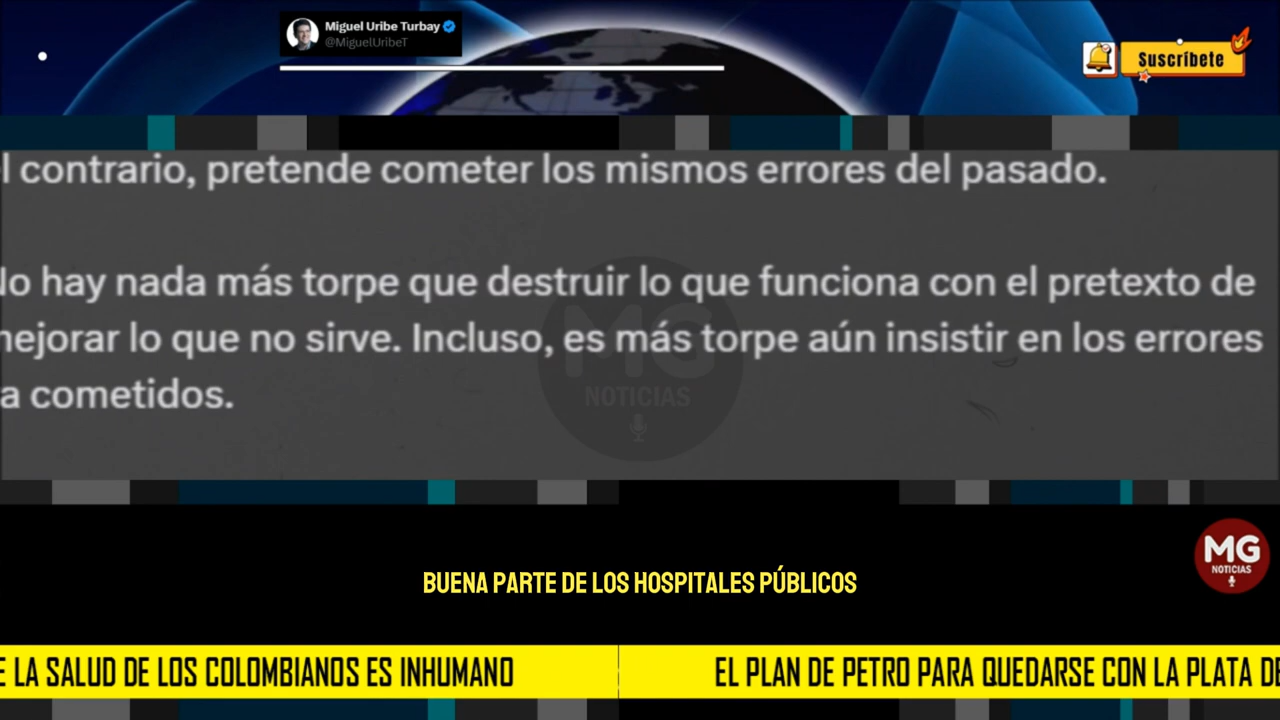 Miguel Uribe Turbay
@MiguelUribeT
Suscríbete
l contrario, pretende cometer los mismos errores del pasado.
No hay nada más torpe que destruir lo que funciona con el pretexto de
mejorar lo que no sirve. Incluso, es más torpe aún insistir en los errores
a cometidos.
MG
NOTICIAS
MG
NOTICIAS
BUENA PARTE DE LOS HOSPITALES PÚBLICOS
E LA SALUD DE LOS COLOMBIANOS ES INHUMANO
EL PLAN DE PETRO PARA QUEDARSE CON LA PLATA DE